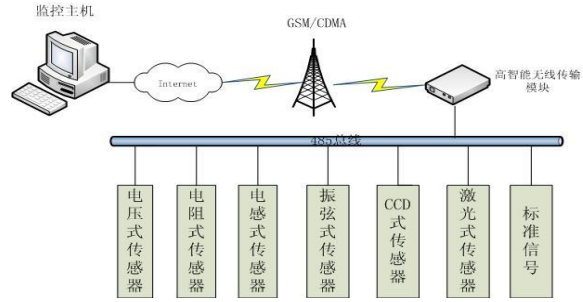 监控主机
GSM/CDMA
Internet
高智能无线传输
模块
485总线
电压式传感器
电阻式传感器
电感式传感器
振弦式传感器
CCD式传感器
激光式传感器
标准信号